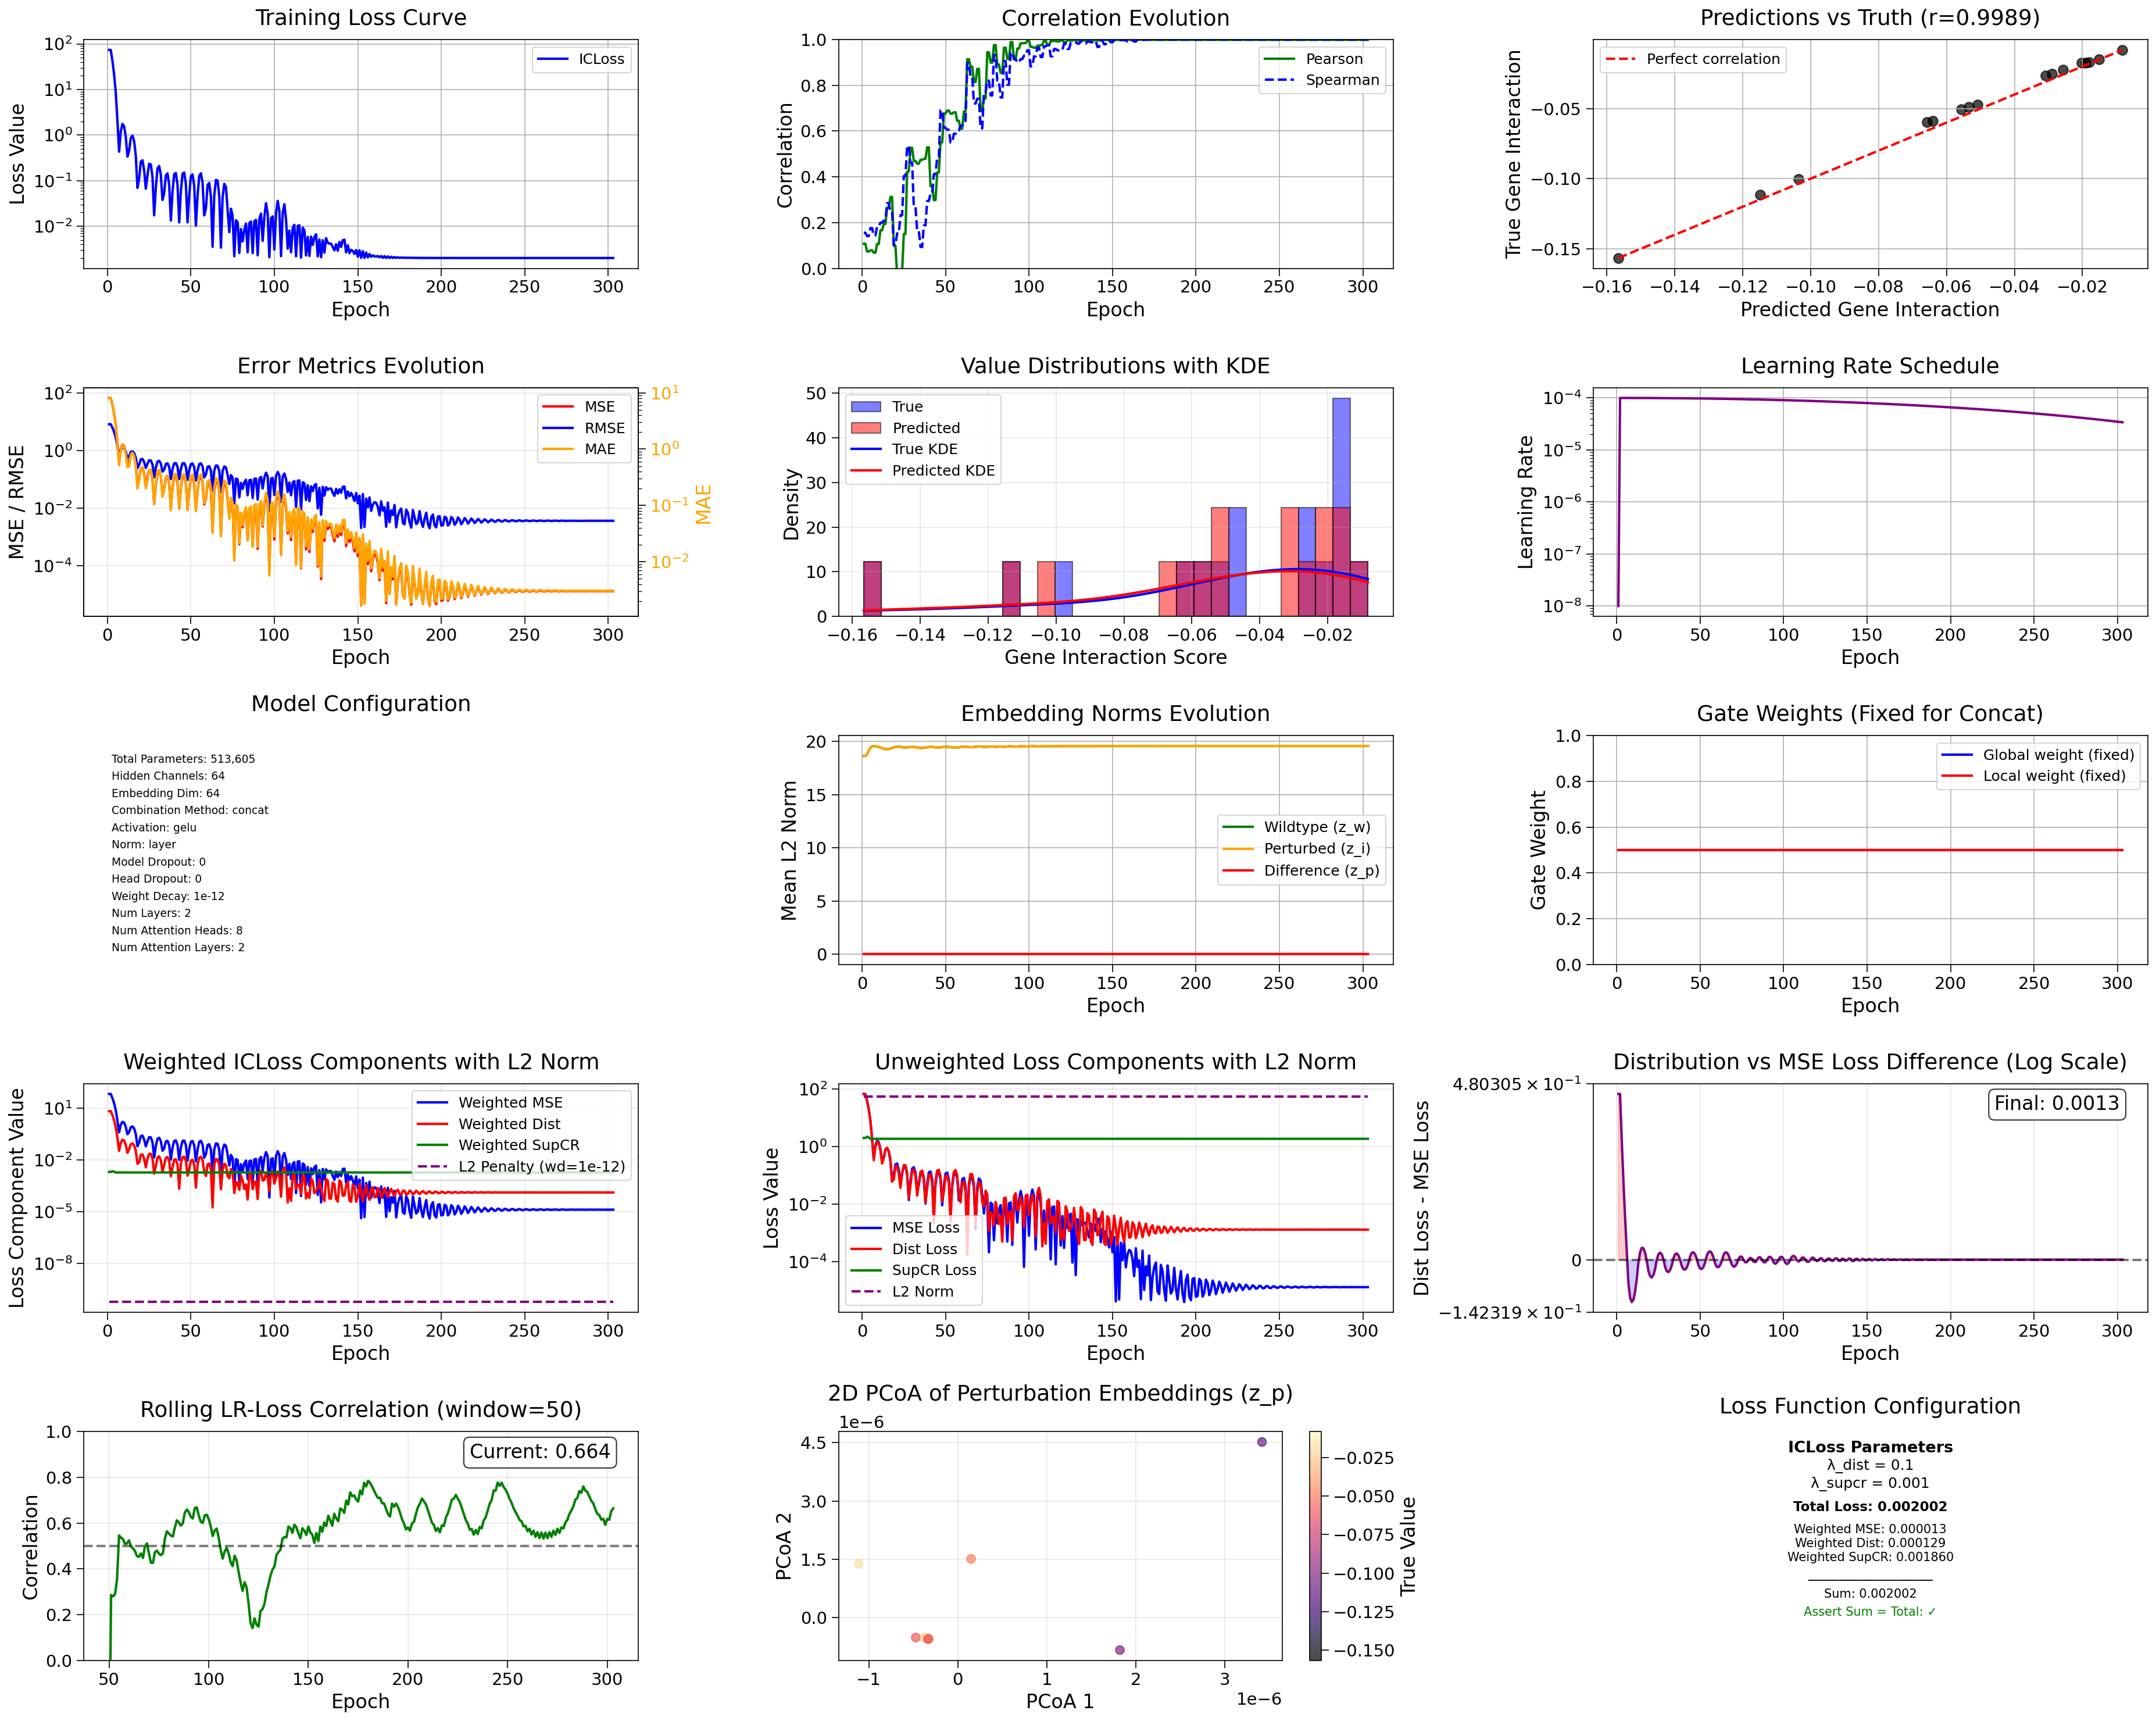 Training Loss Curve
10²
10¹
10⁰
10⁻¹
10⁻²
Loss Value
ICLoss
0 50 100 150 200 250 300
Epoch
Correlation Evolution
1.0
0.8
0.6
0.4
0.2
0.0
Correlation
Pearson
Spearman
0 50 100 150 200 250 300
Epoch
Predictions vs Truth (r=0.9989)
−0.05
−0.10
−0.15
True Gene Interaction
Perfect correlation
−0.16 −0.14 −0.12 −0.10 −0.08 −0.06 −0.04 −0.02
Predicted Gene Interaction
Error Metrics Evolution
10²
10⁰
10⁻²
10⁻⁴
MSE / RMSE
MSE
RMSE
MAE
10¹
10⁰
10⁻¹
10⁻²
MAE
0 50 100 150 200 250 300
Epoch
Value Distributions with KDE
50
40
30
20
10
0
Density
True
Predicted
True KDE
Predicted KDE
−0.16 −0.14 −0.12 −0.10 −0.08 −0.06 −0.04 −0.02
Gene Interaction Score
Learning Rate Schedule
10⁻⁴
10⁻⁵
10⁻⁶
10⁻⁷
10⁻⁸
Learning Rate
0 50 100 150 200 250 300
Epoch
Model Configuration
Total Parameters: 513,605
Hidden Channels: 64
Embedding Dim: 64
Combination Method: concat
Activation: gelu
Norm: layer
Model Dropout: 0
Head Dropout: 0
Weight Decay: 1e-12
Num Layers: 2
Num Attention Heads: 8
Num Attention Layers: 2
Embedding Norms Evolution
20
15
10
5
0
Mean L2 Norm
Wildtype (z_w)
Perturbed (z_i)
Difference (z_p)
0 50 100 150 200 250 300
Epoch
Gate Weights (Fixed for Concat)
1.0
0.8
0.6
0.4
0.2
0.0
Gate Weight
Global weight (fixed)
Local weight (fixed)
0 50 100 150 200 250 300
Epoch
Weighted ICLoss Components with L2 Norm
10¹
10⁻²
10⁻⁵
10⁻⁸
Loss Component Value
Weighted MSE
Weighted Dist
Weighted SupCR
L2 Penalty (wd=1e-12)
0 50 100 150 200 250 300
Epoch
Unweighted Loss Components with L2 Norm
10²
10⁰
10⁻²
10⁻⁴
Loss Value
MSE Loss
Dist Loss
SupCR Loss
L2 Norm
0 50 100 150 200 250 300
Epoch
Distribution vs MSE Loss Difference (Log Scale)
4.80305 × 10⁻¹
0
−1.42319 × 10⁻¹
Dist Loss - MSE Loss
Final: 0.0013
0 50 100 150 200 250 300
Epoch
Rolling LR-Loss Correlation (window=50)
1.0
0.8
0.6
0.4
0.2
0.0
Correlation
Current: 0.664
50 100 150 200 250 300
Epoch
2D PCoA of Perturbation Embeddings (z_p)
1e−6
4.5
3.0
1.5
0.0
PCoA 2
−1 0 1 2 3
1e−6
PCoA 1
−0.025
−0.050
−0.075
−0.100
−0.125
−0.150
True Value
Loss Function Configuration
ICLoss Parameters
λ_dist = 0.1
λ_supcr = 0.001
Total Loss: 0.002002
Weighted MSE: 0.000013
Weighted Dist: 0.000129
Weighted SupCR: 0.001860
Sum: 0.002002
Assert Sum = Total: ✓